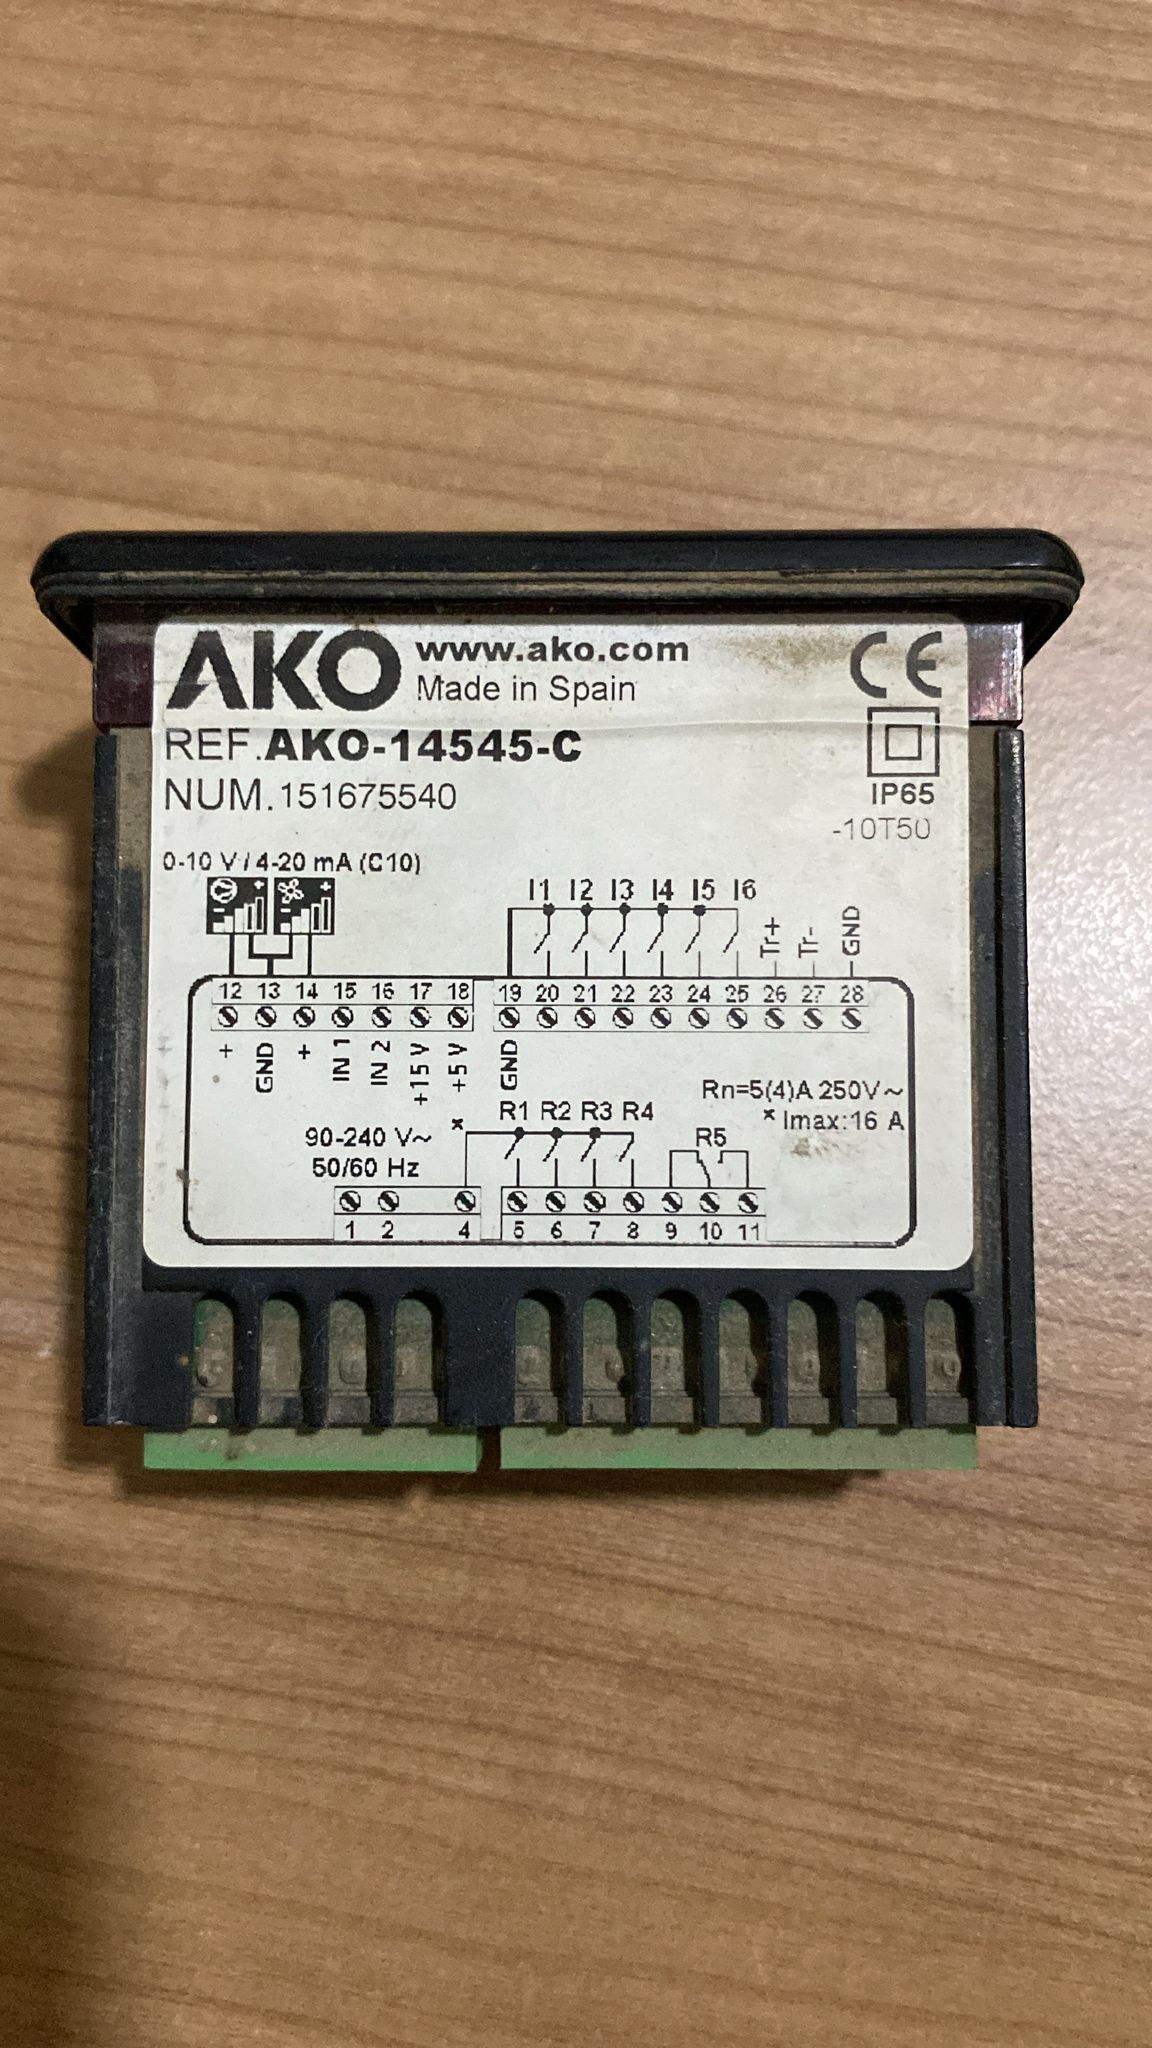 AKO www.ako.com
Made in Spain
CE
REF.AKO-14545-C
NUM.151675540
IP65
-10T50
0-10 V / 4-20 mA (C10)
I1 I2 I3 I4 I5 I6
Tr+ Tr- GND
12 13 14 15 16 17 18 19 20 21 22 23 24 25 26 27 28
+ GND + IN 1 IN 2 +15 V +5 V GND
Rn=5(4)A 250V~
* Imax:16 A
90-240 V~
50/60 Hz
* R1 R2 R3 R4 R5
1 2 4 5 6 7 8 9 10 11